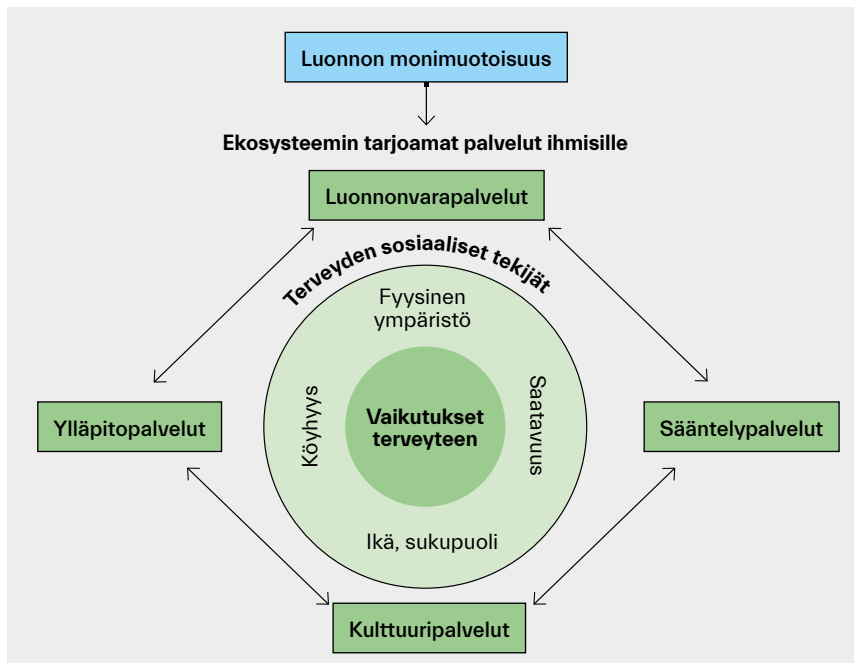 Luonnon monimuotoisuus
Ekosysteemin tarjoamat palvelut ihmisille
Luonnonvarapalvelut
Terveyden sosiaaliset tekijät
Fyysinen
ympäristö
Köyhyys
Saatavuus
Vaikutukset
terveyteen
Ylläpitopalvelut
Sääntelypalvelut
Ikä, sukupuoli
Kulttuuripalvelut